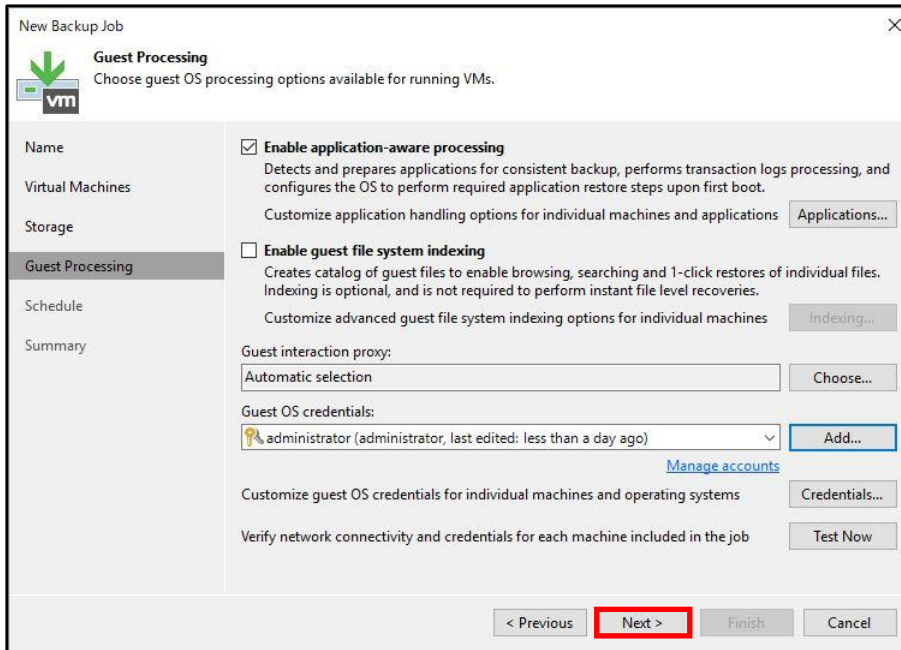 New Backup Job
Guest Processing
Choose guest OS processing options available for running VMs.
vm
Name
Virtual Machines
Storage
Guest Processing
Schedule
Summary
Enable application-aware processing
Detects and prepares applications for consistent backup, performs transaction logs processing, and
configures the OS to perform required application restore steps upon first boot.
Customize application handling options for individual machines and applications
Applications...
Enable guest file system indexing
Creates catalog of guest files to enable browsing, searching and 1-click restores of individual files.
Indexing is optional, and is not required to perform instant file level recoveries.
Customize advanced guest file system indexing options for individual machines
Indexing...
Guest interaction proxy:
Automatic selection
Choose...
Guest OS credentials:
administrator (administrator, last edited: less than a day ago)
Add...
Manage accounts
Customize guest OS credentials for individual machines and operating systems
Credentials...
Verify network connectivity and credentials for each machine included in the job
Test Now
< Previous
Next >
Finish
Cancel